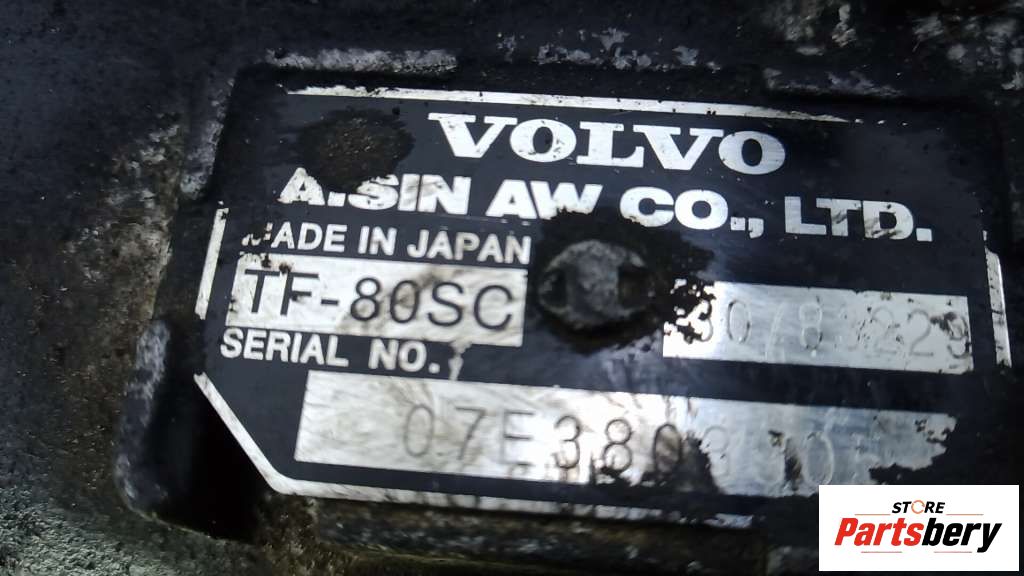 VOLVO
AISIN AW CO., LTD.
MADE IN JAPAN
TF-80SC
SERIAL NO.
STORE
Partsbery